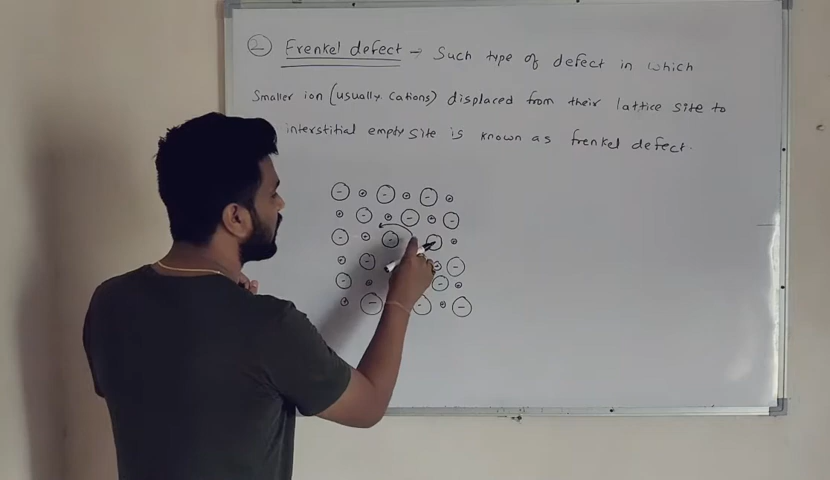 ② Frenkel defect → Such type of defect in which
Smaller ion (usually Cations) displaced from their lattice site to
interstitial empty site is known as frenkel defect.